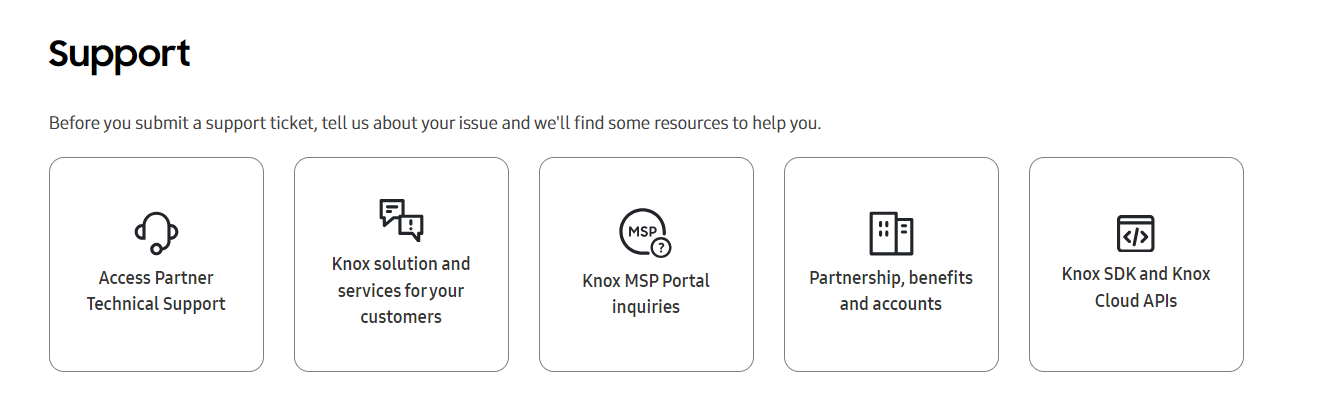 Support
Before you submit a support ticket, tell us about your issue and we'll find some resources to help you.
Access Partner
Technical Support
Knox solution and
services for your
customers
MSP
?
Knox MSP Portal
inquiries
Partnership, benefits
and accounts
</>
Knox SDK and Knox
Cloud APIs